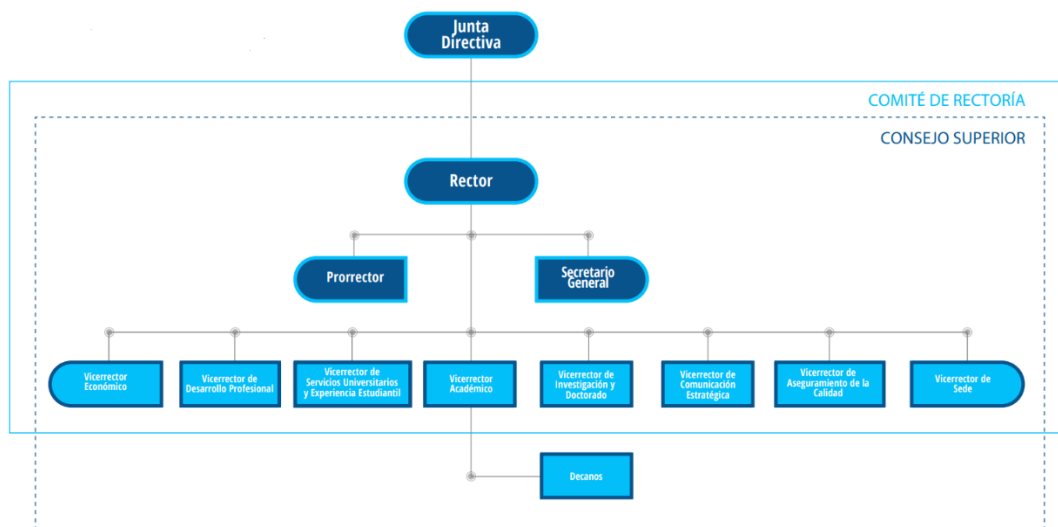 Junta
Directiva
COMITÉ DE RECTORÍA
CONSEJO SUPERIOR
Rector
Prorrector
Secretario
General
Vicerrector
Económico
Vicerrector de
Desarrollo Profesional
Vicerrector de
Servicios Universitarios
y Experiencia Estudiantil
Vicerrector
Académico
Vicerrector de
Investigación y
Doctorado
Vicerrector de
Comunicación
Estratégica
Vicerrector de
Aseguramiento de la
Calidad
Vicerrector de
Sede
Decanos